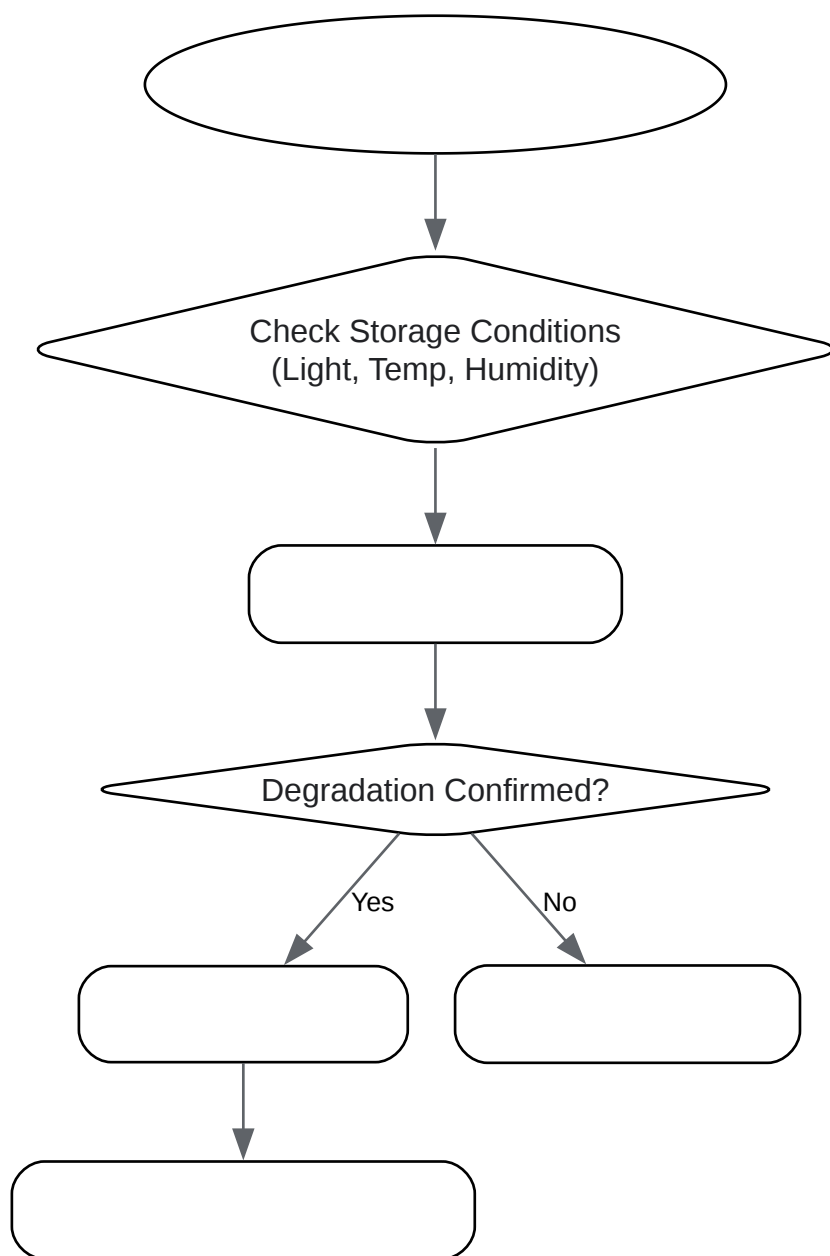 Check Storage Conditions
(Light, Temp, Humidity)
Degradation Confirmed?
Yes
No